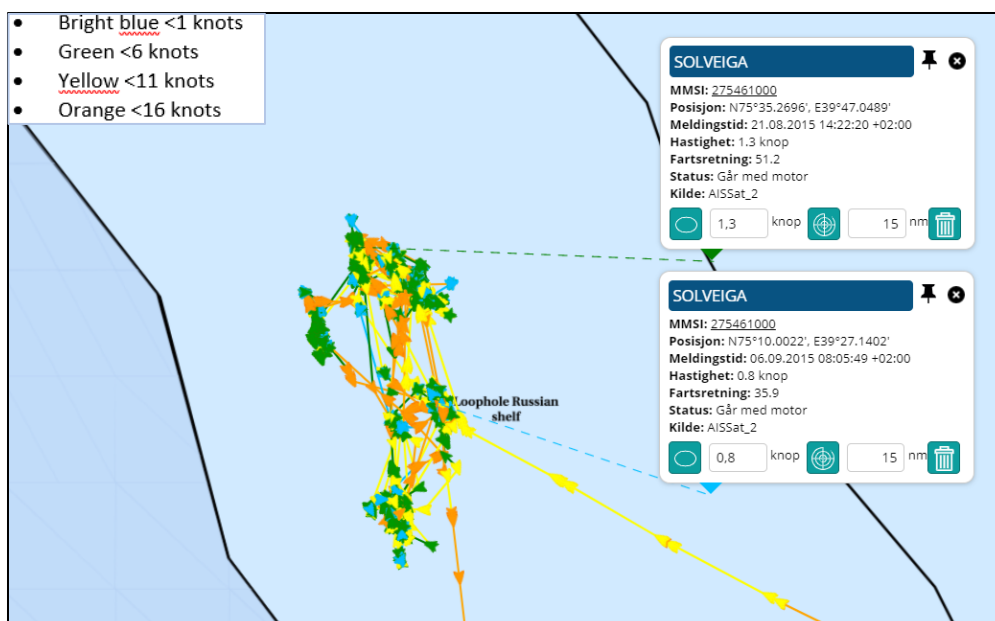 Bright blue <1 knots
Green <6 knots
Yellow <11 knots
Orange <16 knots
SOLVEIGA
MMSI: 275461000
Posisjon: N75°35.2696', E39°47.0489'
Meldingstid: 21.08.2015 14:22:20 +02:00
Hastighet: 1.3 knop
Fartsretning: 51.2
Status: Går med motor
Kilde: AISSat_2
1,3 knop 15 nm
SOLVEIGA
MMSI: 275461000
Posisjon: N75°10.0022', E39°27.1402'
Meldingstid: 06.09.2015 08:05:49 +02:00
Hastighet: 0.8 knop
Fartsretning: 35.9
Status: Går med motor
Kilde: AISSat_2
0,8 knop 15 nm
Loophole Russian
shelf